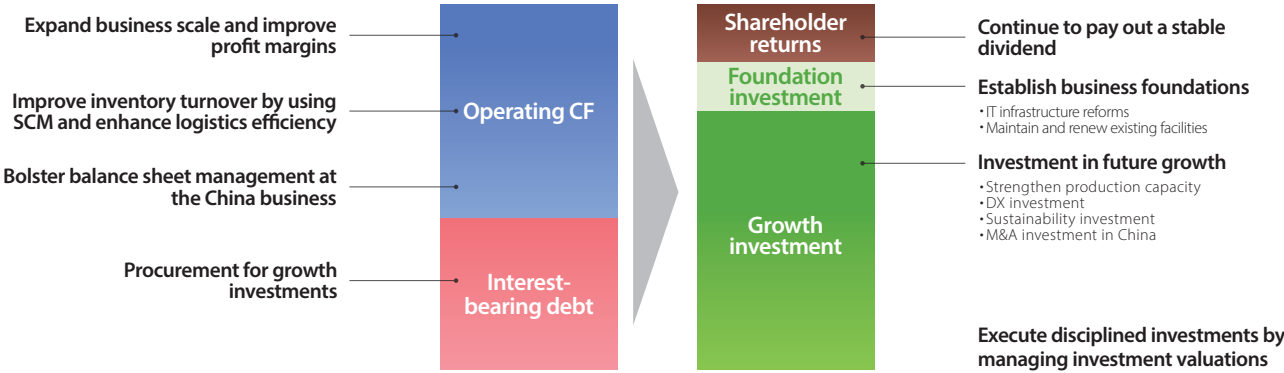 Expand business scale and improve
profit margins
Improve inventory turnover by using
SCM and enhance logistics efficiency
Bolster balance sheet management at
the China business
Procurement for growth
investments
Operating CF
Interest-
bearing debt
Shareholder
returns
Foundation
investment
Growth
investment
Continue to pay out a stable
dividend
Establish business foundations
・IT infrastructure reforms
・Maintain and renew existing facilities
Investment in future growth
・Strengthen production capacity
・DX investment
・Sustainability investment
・M&A investment in China
Execute disciplined investments by
managing investment valuations